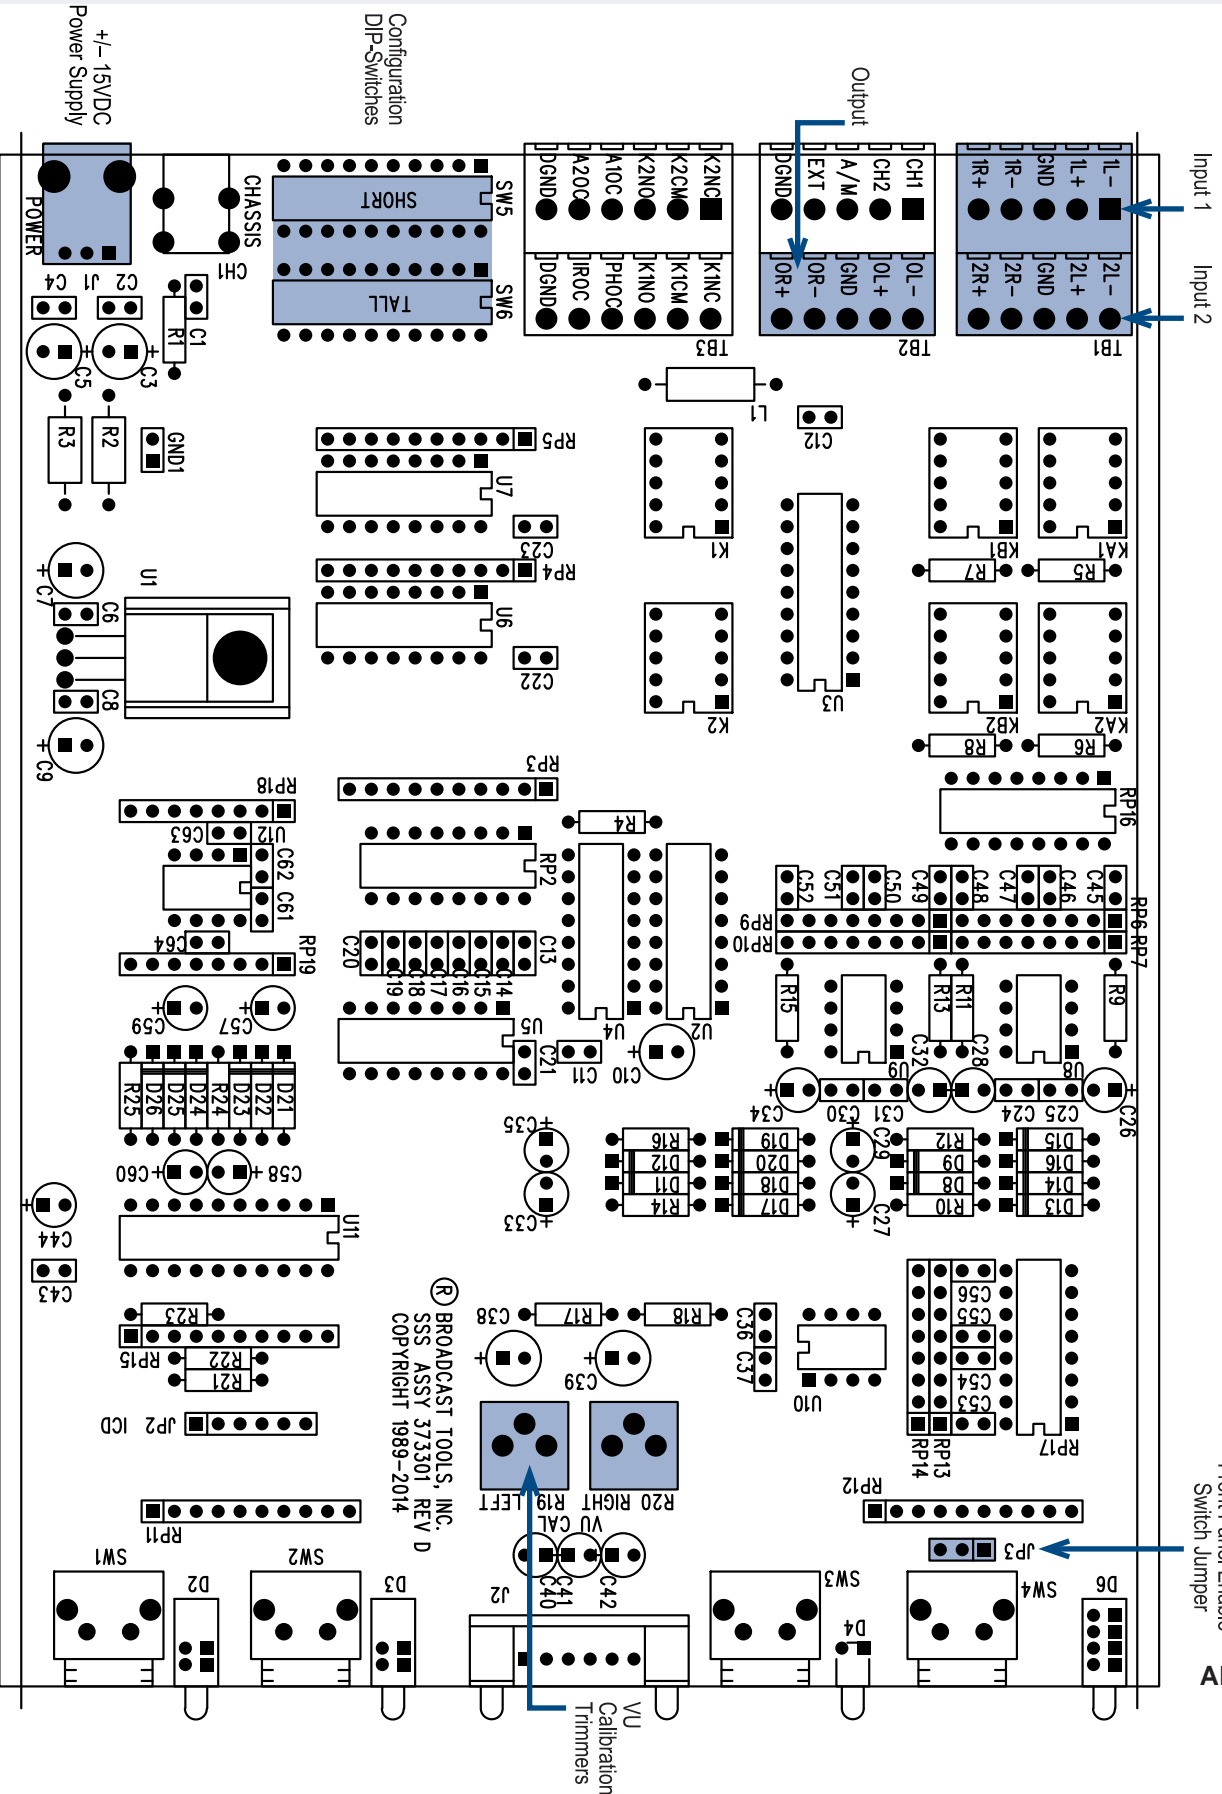 +/– 15VDC
Power Supply
Configuration
DIP-Switches
Output
Input 1
Input 2
Front Panel Enable
Switch Jumper
VU
Calibration
Trimmers
POWER
CHASSIS
CH1
SW5
SHORT
SW6
TALL
DGND
A2OC
A1OC
K2NO
K2CM
K2NC
DGND
IROC
PHOC
K1NO
K1CM
K1NC
TB3
DGND
EXT
A/M
CH2
CH1
OR+
OR-
GND
OL+
OL-
TB2
1R+
1R-
GND
1L+
1L-
2R+
2R-
GND
2L+
2L-
TB1
C4
J1
C2
C1
R1
C5
C3
R3
R2
GND1
RP5
U7
C23
RP4
U6
C22
L1
C12
K1
K2
U3
KB1
KA1
R7
R5
KB2
KA2
R8
R6
C7
C6
U1
C8
C9
RP18
C63
U12
C62
C61
C64
RP19
C59
C57
RP3
R4
RP2
RP16
C52
C51
C50
C49
C48
C47
C46
C45
RP9
RP10
RP6
RP7
C20
C19
C18
C17
C16
C15
C14
C13
U5
C21
C11
U4
U2
C10
R15
R13
R11
R9
U9
U8
C32
C28
C34
C30
C31
C24
C25
C26
R25
D26
D25
D24
R24
D23
D22
D21
C60
C58
C44
C43
U11
C35
C33
R16
D12
D11
R14
D19
D20
D18
D17
C29
C27
R12
D9
D8
R10
D15
D16
D14
D13
R23
RP15
R22
R21
ICD
JP2
RP11
R
BROADCAST TOOLS, INC.
SSS ASSY 373301 REV D
COPYRIGHT 1989-2014
C38
R17
R18
C39
C36
C37
U10
C56
C55
C54
C53
RP14
RP13
RP17
LEFT
R19
RIGHT
R20
VU CAL
C40
C41
C42
RP12
JP3
SW1
D2
SW2
D3
J2
SW3
D4
SW4
D6